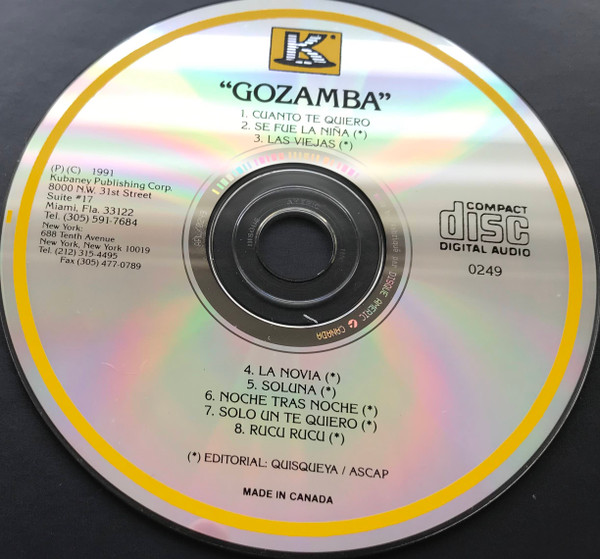 K
"GOZAMBA"
1. CUANTO TE QUIERO
2. SE FUE LA NIÑA (*)
3. LAS VIEJAS (*)
(P) (C) 1991
Kubaney Publishing Corp.
8000 N.W. 31st Street
Suite #17
Miami, Fla. 33122
Tel. (305) 591-7684
New York:
688 Tenth Avenue
New York, New York 10019
Tel. (212) 315-4495
Fax (305) 477-0789
COMPACT
disc
DIGITAL AUDIO
0249
DISQUE AMERIC CANADA
4. LA NOVIA (*)
5. SOLUNA (*)
6. NOCHE TRAS NOCHE (*)
7. SOLO UN TE QUIERO (*)
8. RUCU RUCU (*)
(*) EDITORIAL: QUISQUEYA / ASCAP
MADE IN CANADA